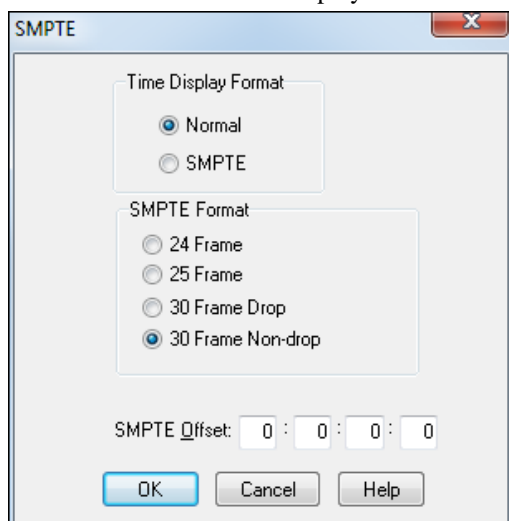 SMPTE
Time Display Format
Normal
SMPTE
SMPTE Format
24 Frame
25 Frame
30 Frame Drop
30 Frame Non-drop
SMPTE Offset: 0 : 0 : 0 : 0
OK Cancel Help